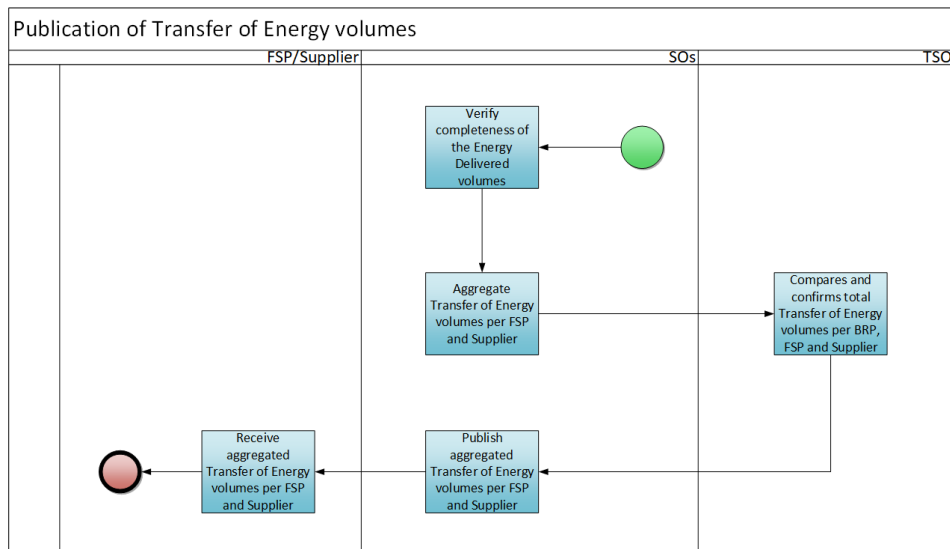 Publication of Transfer of Energy volumes
FSP/Supplier
SOs
TSO
Verify
completeness of
the Energy
Delivered
volumes
Aggregate
Transfer of Energy
volumes per FSP
and Supplier
Compares and
confirms total
Transfer of Energy
volumes per BRP,
FSP and Supplier
Receive
aggregated
Transfer of Energy
volumes per FSP
and Supplier
Publish
aggregated
Transfer of Energy
volumes per FSP
and Supplier